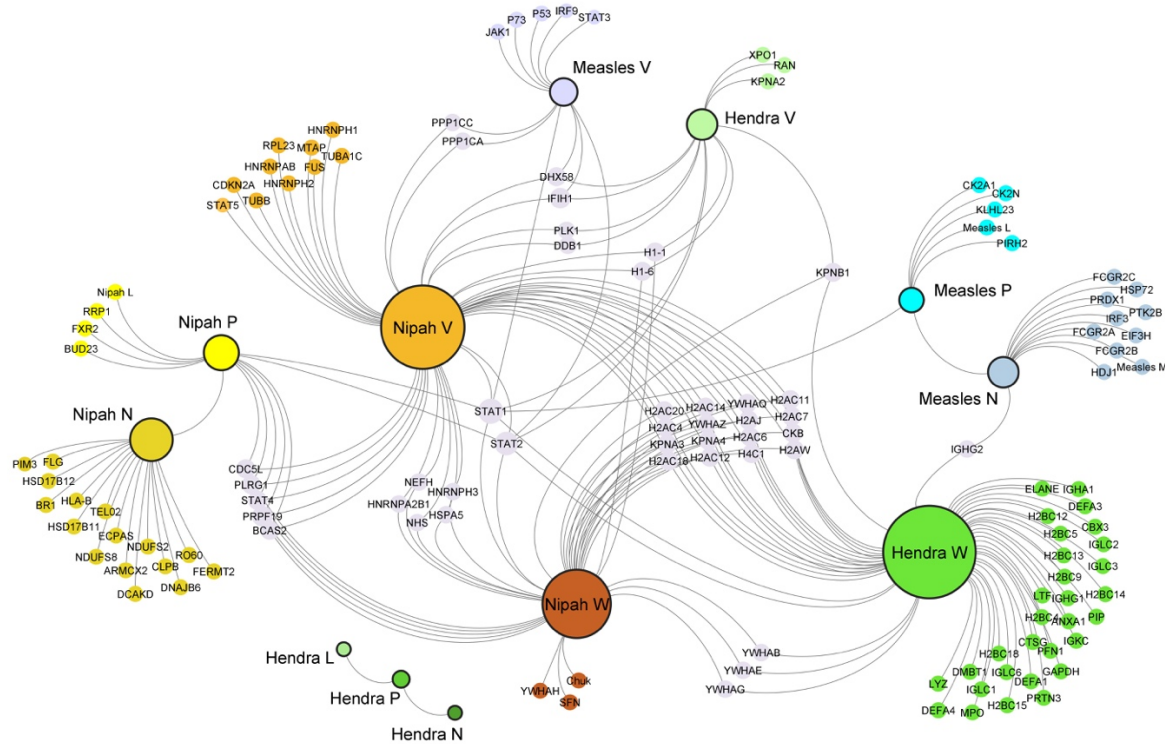 P53
IRF9
P73
STAT3
JAK1
Measles V
XPO1
RAN
KPNA2
Hendra V
PPP1CC
PPP1CA
HNRNPH1
RPL23
MTAP
TUBA1C
HNRNPAB
FUS
CDKN2A
HNRNPH2
TUBB
STAT5
DHX58
IFIH1
PLK1
DDB1
H1-1
H1-6
KPNB1
CK2A1
CK2N
KLHL23
Measles L
PIRH2
Measles P
FCGR2C
HSP72
PRDX1
PTK2B
IRF3
FCGR2A
EIF3H
FCGR2B
Measles M
HDJ1
Measles N
Nipah L
RRP1
FXR2
BUD23
Nipah P
Nipah V
Nipah N
PIM3
FLG
HSD17B12
HLA-B
BR1
TELO2
HSD17B11
ECPAS
NDUFS2
NDUFS8
RO60
CLPB
ARMCX2
FERMT2
DNAJB6
DCAKD
CDC5L
PLRG1
STAT4
PRPF19
BCAS2
NEFH
HNRNPH3
HNRNPA2B1
HSPA5
NHS
STAT1
STAT2
H2AC20
H2AC14
YWHAQ
H2AC11
H2AC4
YWHAZ
H2AJ
H2AC7
KPNA3
KPNA4
H2AC6
CKB
H2AC18
H2AC12
H4C1
H2AW
IGHG2
Hendra W
ELANE
IGHA1
DEFA3
H2BC12
CBX3
H2BC5
IGLC2
H2BC13
IGLC3
H2BC9
H2BC14
LTF
IGHG1
H2BC4
ANXA1
PIP
CTSG
IGKC
H2BC18
PFN1
DMBT1
IGLC6
GAPDH
LYZ
DEFA1
IGLC1
PRTN3
DEFA4
MPO
H2BC15
Nipah W
YWHAB
YWHAE
YWHAG
YWHAH
Chuk
SFN
Hendra L
Hendra P
Hendra N